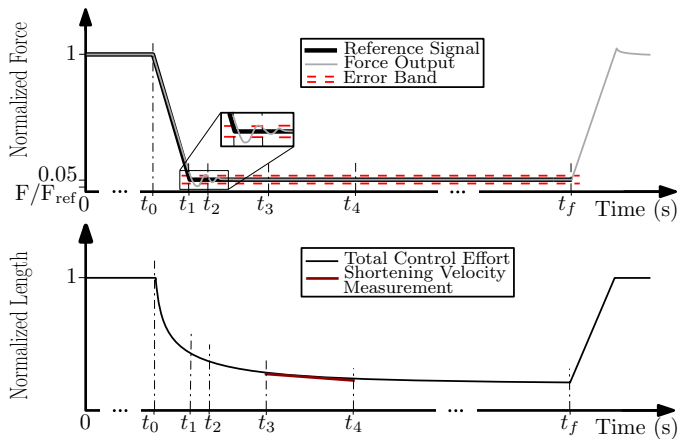 Normalized Force
1
0.05
F/F_ref
0
Reference Signal
Force Output
Error Band
...
...
t_0
t_1
t_2
t_3
t_4
t_f
Time (s)
Normalized Length
1
0
Total Control Effort
Shortening Velocity
Measurement
...
...
t_0
t_1
t_2
t_3
t_4
t_f
Time (s)